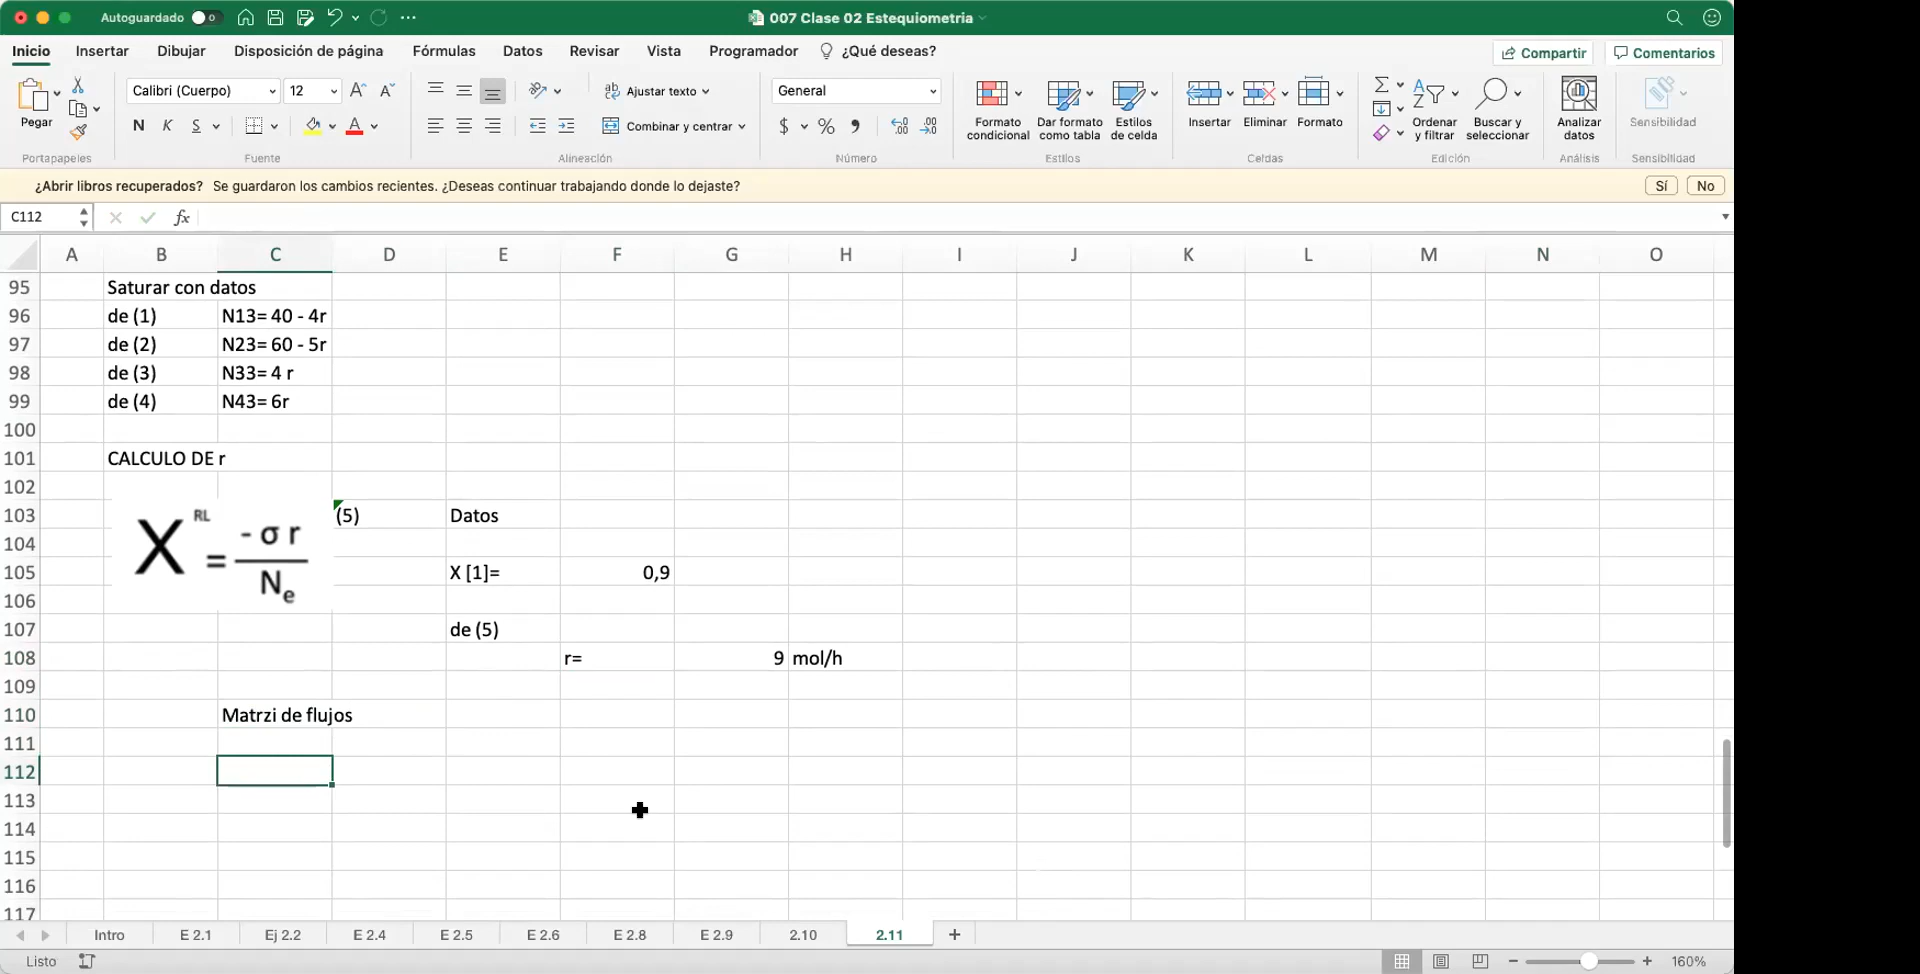 Autoguardado
007 Clase 02 Estequiometria
Inicio Insertar Dibujar Disposición de página Fórmulas Datos Revisar Vista Programador ¿Qué deseas? Compartir Comentarios
Pegar Calibri (Cuerpo) 12 Ajustar texto General
N K S Combinar y centrar $ %
Formato condicional
Dar formato como tabla
Estilos de celda
Insertar Eliminar Formato
Ordenar y filtrar
Buscar y seleccionar
Analizar datos
Sensibilidad
Portapapeles Fuente Alineación Número Estilos Celdas Edición Análisis Sensibilidad
¿Abrir libros recuperados? Se guardaron los cambios recientes. ¿Deseas continuar trabajando donde lo dejaste? Sí No
C112 fx
A B C D E F G H I J K L M N O
95 Saturar con datos
96 de (1) N13= 40 - 4r
97 de (2) N23= 60 - 5r
98 de (3) N33= 4 r
99 de (4) N43= 6r
100
101 CALCULO DE r
102
103 (5) Datos
X RL = - σ r / Ne
104
105 X [1]= 0,9
106
107 de (5)
108 r= 9 mol/h
109
110 Matrzi de flujos
111
112
113
114
115
116
117
Intro E 2.1 Ej 2.2 E 2.4 E 2.5 E 2.6 E 2.8 E 2.9 2.10 2.11 +
Listo 160%